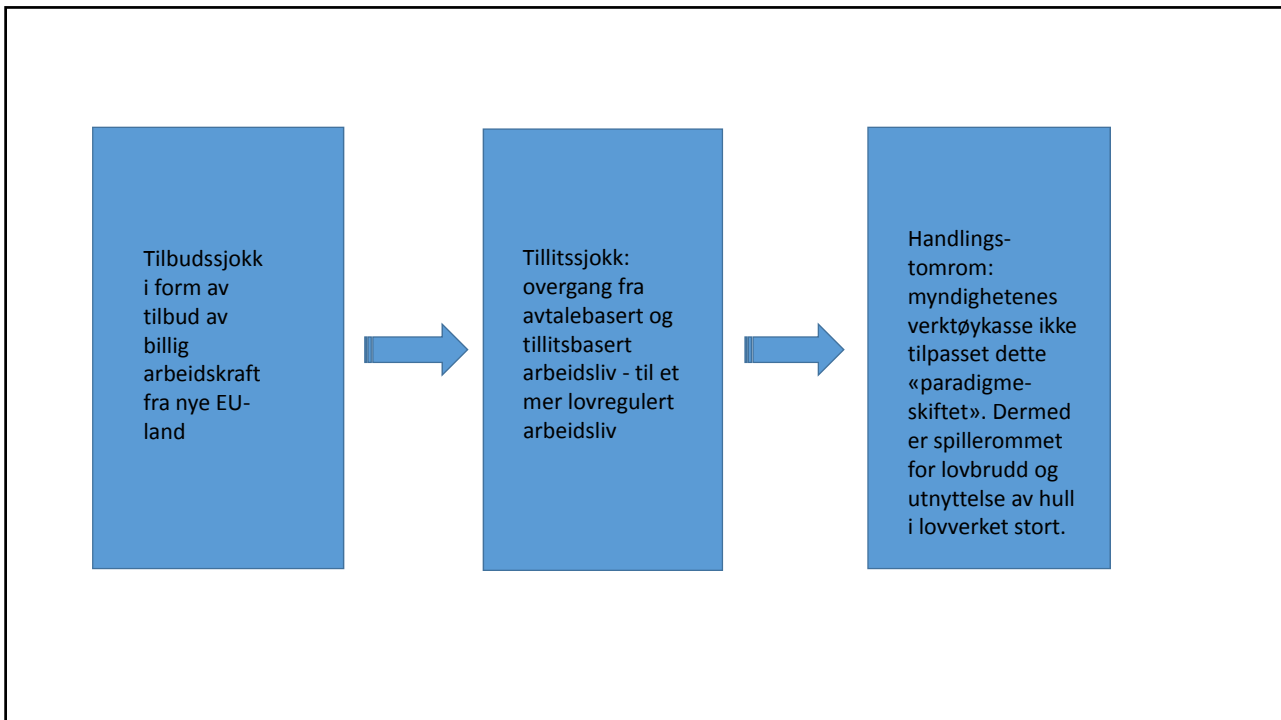 Tilbudssjokk
i form av
tilbud av
billig
arbeidskraft
fra nye EU-
land
Tillitssjokk:
overgang fra
avtalebasert og
tillitsbasert
arbeidsliv - til et
mer lovregulert
arbeidsliv
Handlings-
tomrom:
myndighetenes
verktøykasse ikke
tilpasset dette
«paradigme-
skiftet». Dermed
er spillerommet
for lovbrudd og
utnyttelse av hull
i lovverket stort.